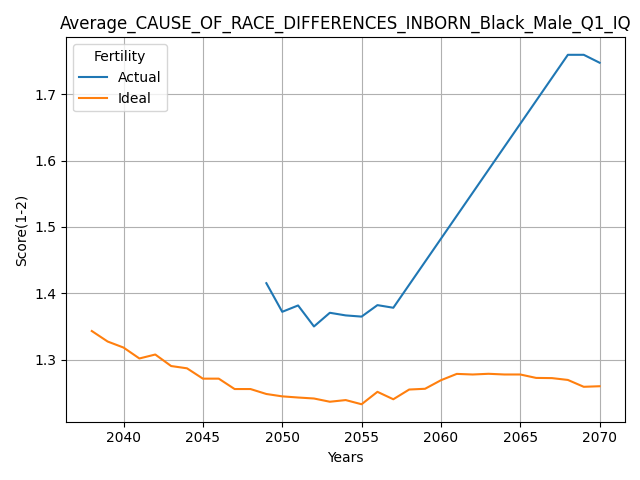 Average_CAUSE_OF_RACE_DIFFERENCES_INBORN_Black_Male_Q1_IQ
Fertility
Actual
Ideal
Score(1-2)
1.7
1.6
1.5
1.4
1.3
2040 2045 2050 2055 2060 2065 2070
Years